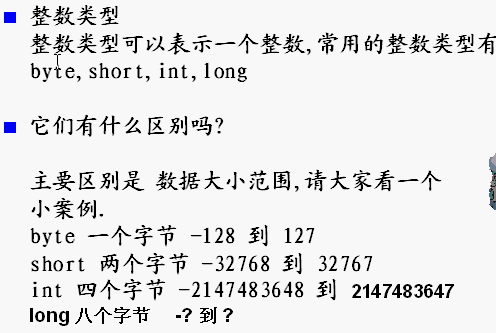 整数类型
整数类型可以表示一个整数,常用的整数类型有
byte,short,int,long
它们有什么区别吗?
主要区别是 数据大小范围,请大家看一个
小案例.
byte 一个字节 -128 到 127
short 两个字节 -32768 到 32767
int 四个字节 -2147483648 到 2147483647
long 八个字节 -? 到 ?